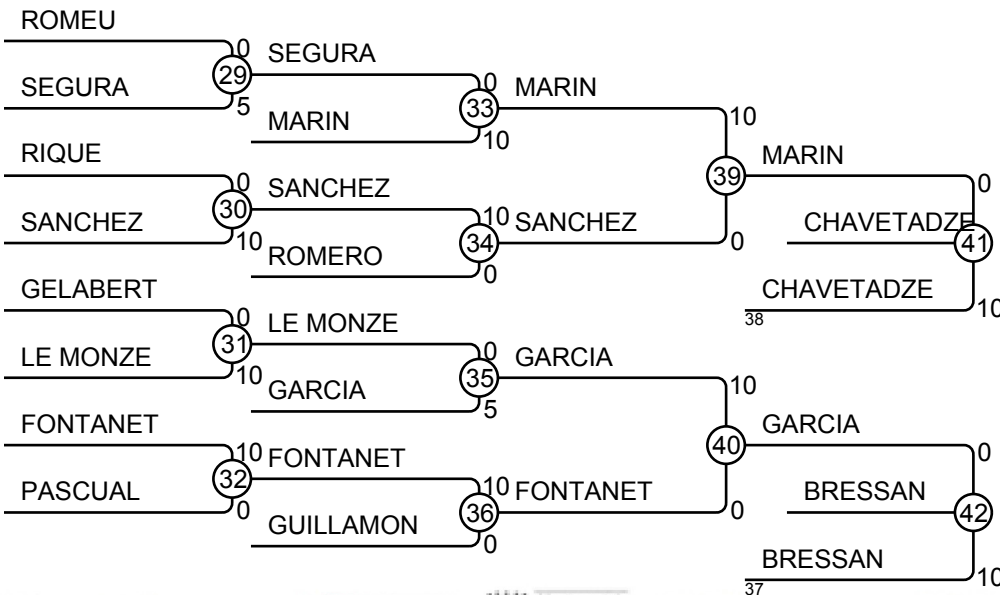 ROMEU
0
29
SEGURA
5
RIQUE
0
30
SANCHEZ
10
GELABERT
0
31
LE MONZE
10
FONTANET
10
32
PASCUAL
0
SEGURA
0
33
MARIN
10
SANCHEZ
10
34
ROMERO
0
LE MONZE
0
35
GARCIA
5
FONTANET
10
36
GUILLAMON
0
MARIN
10
39
SANCHEZ
0
GARCIA
10
40
FONTANET
0
MARIN
0
CHAVETADZE
41
CHAVETADZE
38
10
GARCIA
0
BRESSAN
42
BRESSAN
37
10